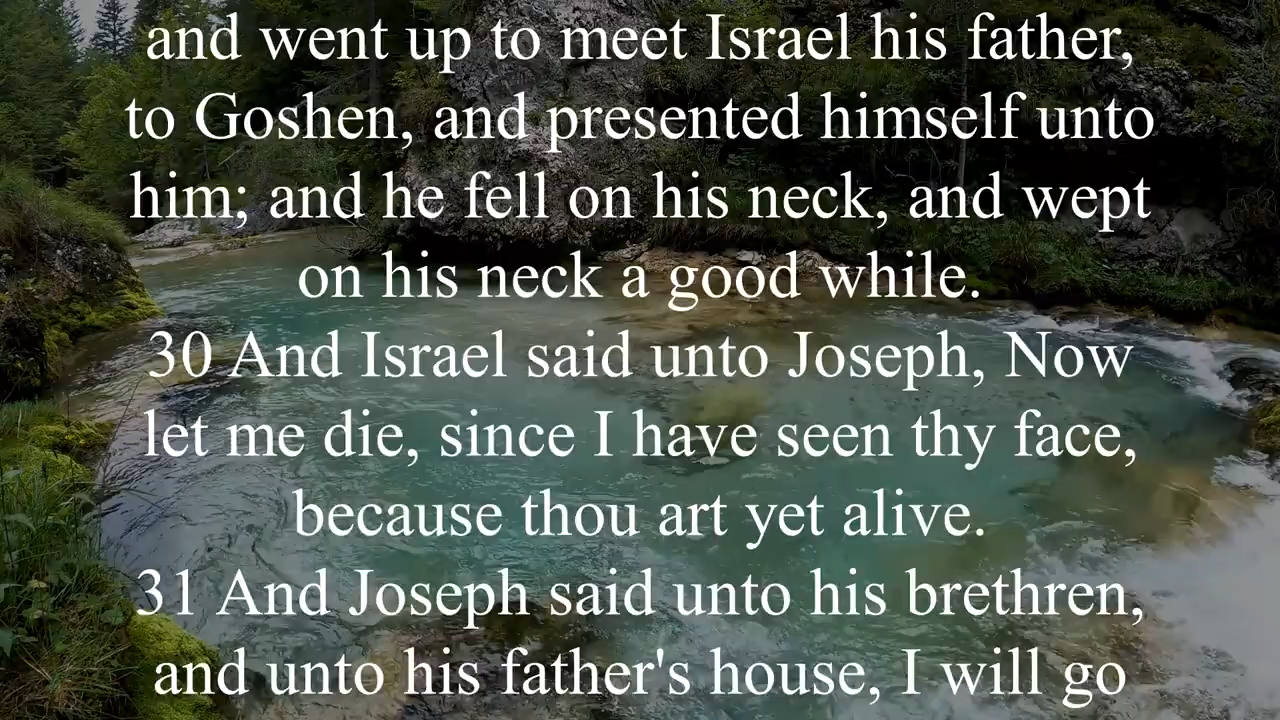 and went up to meet Israel his father,
to Goshen, and presented himself unto
him; and he fell on his neck, and wept
on his neck a good while.
30 And Israel said unto Joseph, Now
let me die, since I have seen thy face,
because thou art yet alive.
31 And Joseph said unto his brethren,
and unto his father's house, I will go